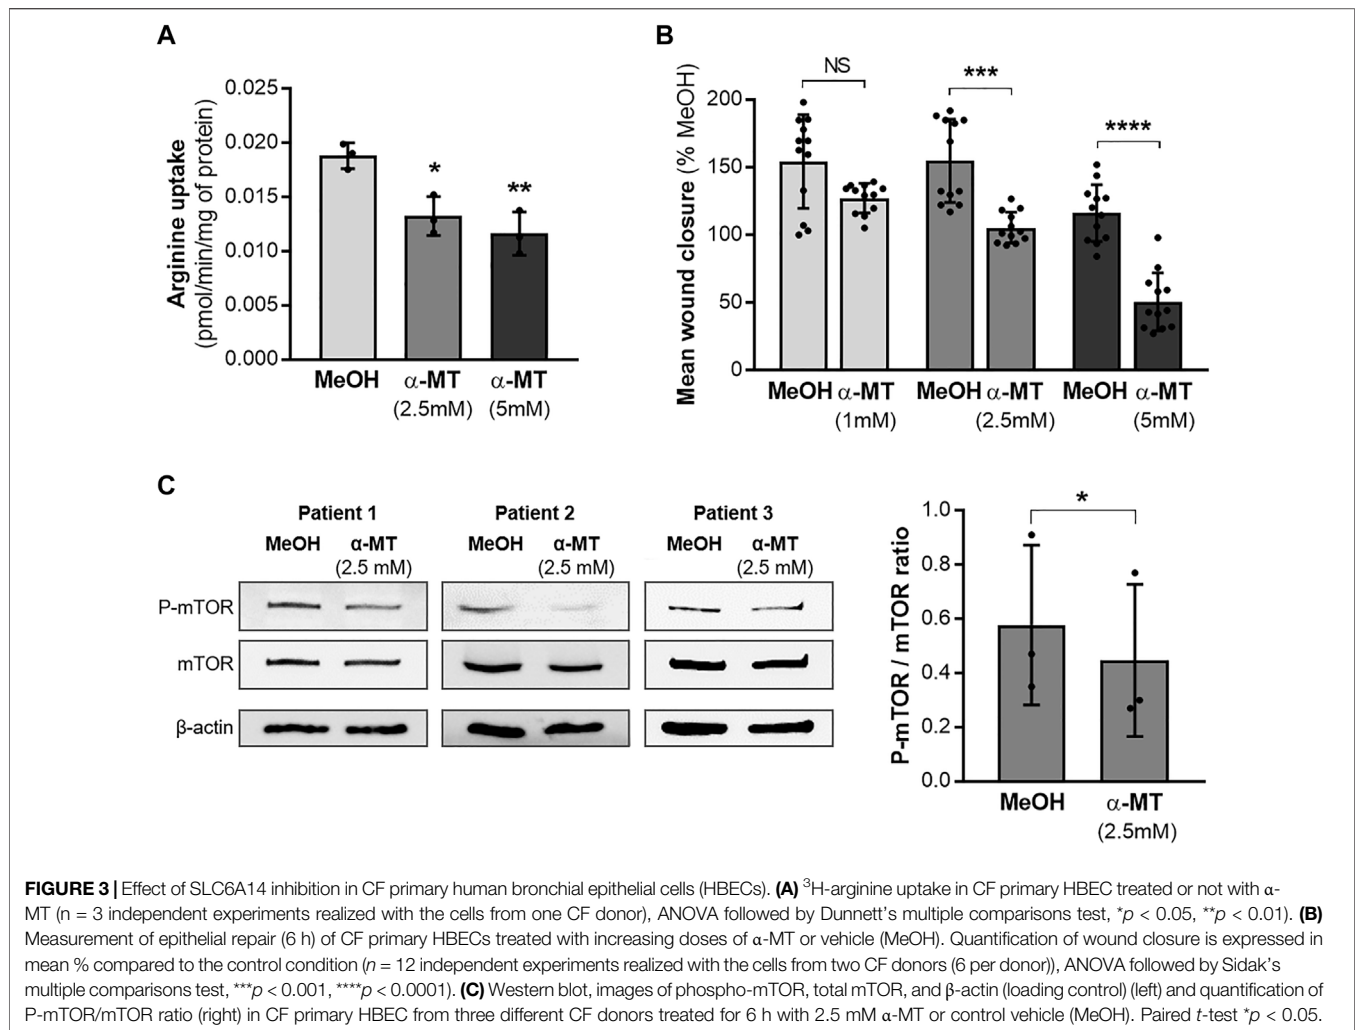 A
Arginine uptake
(pmol/min/mg of protein)
0.025
0.020
0.015
0.010
0.005
0.000
*
**
MeOH
α-MT
(2.5mM)
α-MT
(5mM)
B
Mean wound closure (% MeOH)
200
150
100
50
0
NS
***
****
MeOH α-MT
(1mM)
MeOH α-MT
(2.5mM)
MeOH α-MT
(5mM)
C
Patient 1
MeOH α-MT
(2.5 mM)
Patient 2
MeOH α-MT
(2.5 mM)
Patient 3
MeOH α-MT
(2.5 mM)
P-mTOR
mTOR
β-actin
P-mTOR / mTOR ratio
1.0
0.8
0.6
0.4
0.2
0.0
*
MeOH
α-MT
(2.5mM)
FIGURE 3 | Effect of SLC6A14 inhibition in CF primary human bronchial epithelial cells (HBECs). (A) ³H-arginine uptake in CF primary HBEC treated or not with α-
MT (n = 3 independent experiments realized with the cells from one CF donor), ANOVA followed by Dunnett’s multiple comparisons test, *p < 0.05, **p < 0.01). (B)
Measurement of epithelial repair (6 h) of CF primary HBECs treated with increasing doses of α-MT or vehicle (MeOH). Quantification of wound closure is expressed in
mean % compared to the control condition (n = 12 independent experiments realized with the cells from two CF donors (6 per donor)), ANOVA followed by Sidak’s
multiple comparisons test, ***p < 0.001, ****p < 0.0001). (C) Western blot, images of phospho-mTOR, total mTOR, and β-actin (loading control) (left) and quantification of
P-mTOR/mTOR ratio (right) in CF primary HBEC from three different CF donors treated for 6 h with 2.5 mM α-MT or control vehicle (MeOH). Paired t-test *p < 0.05.